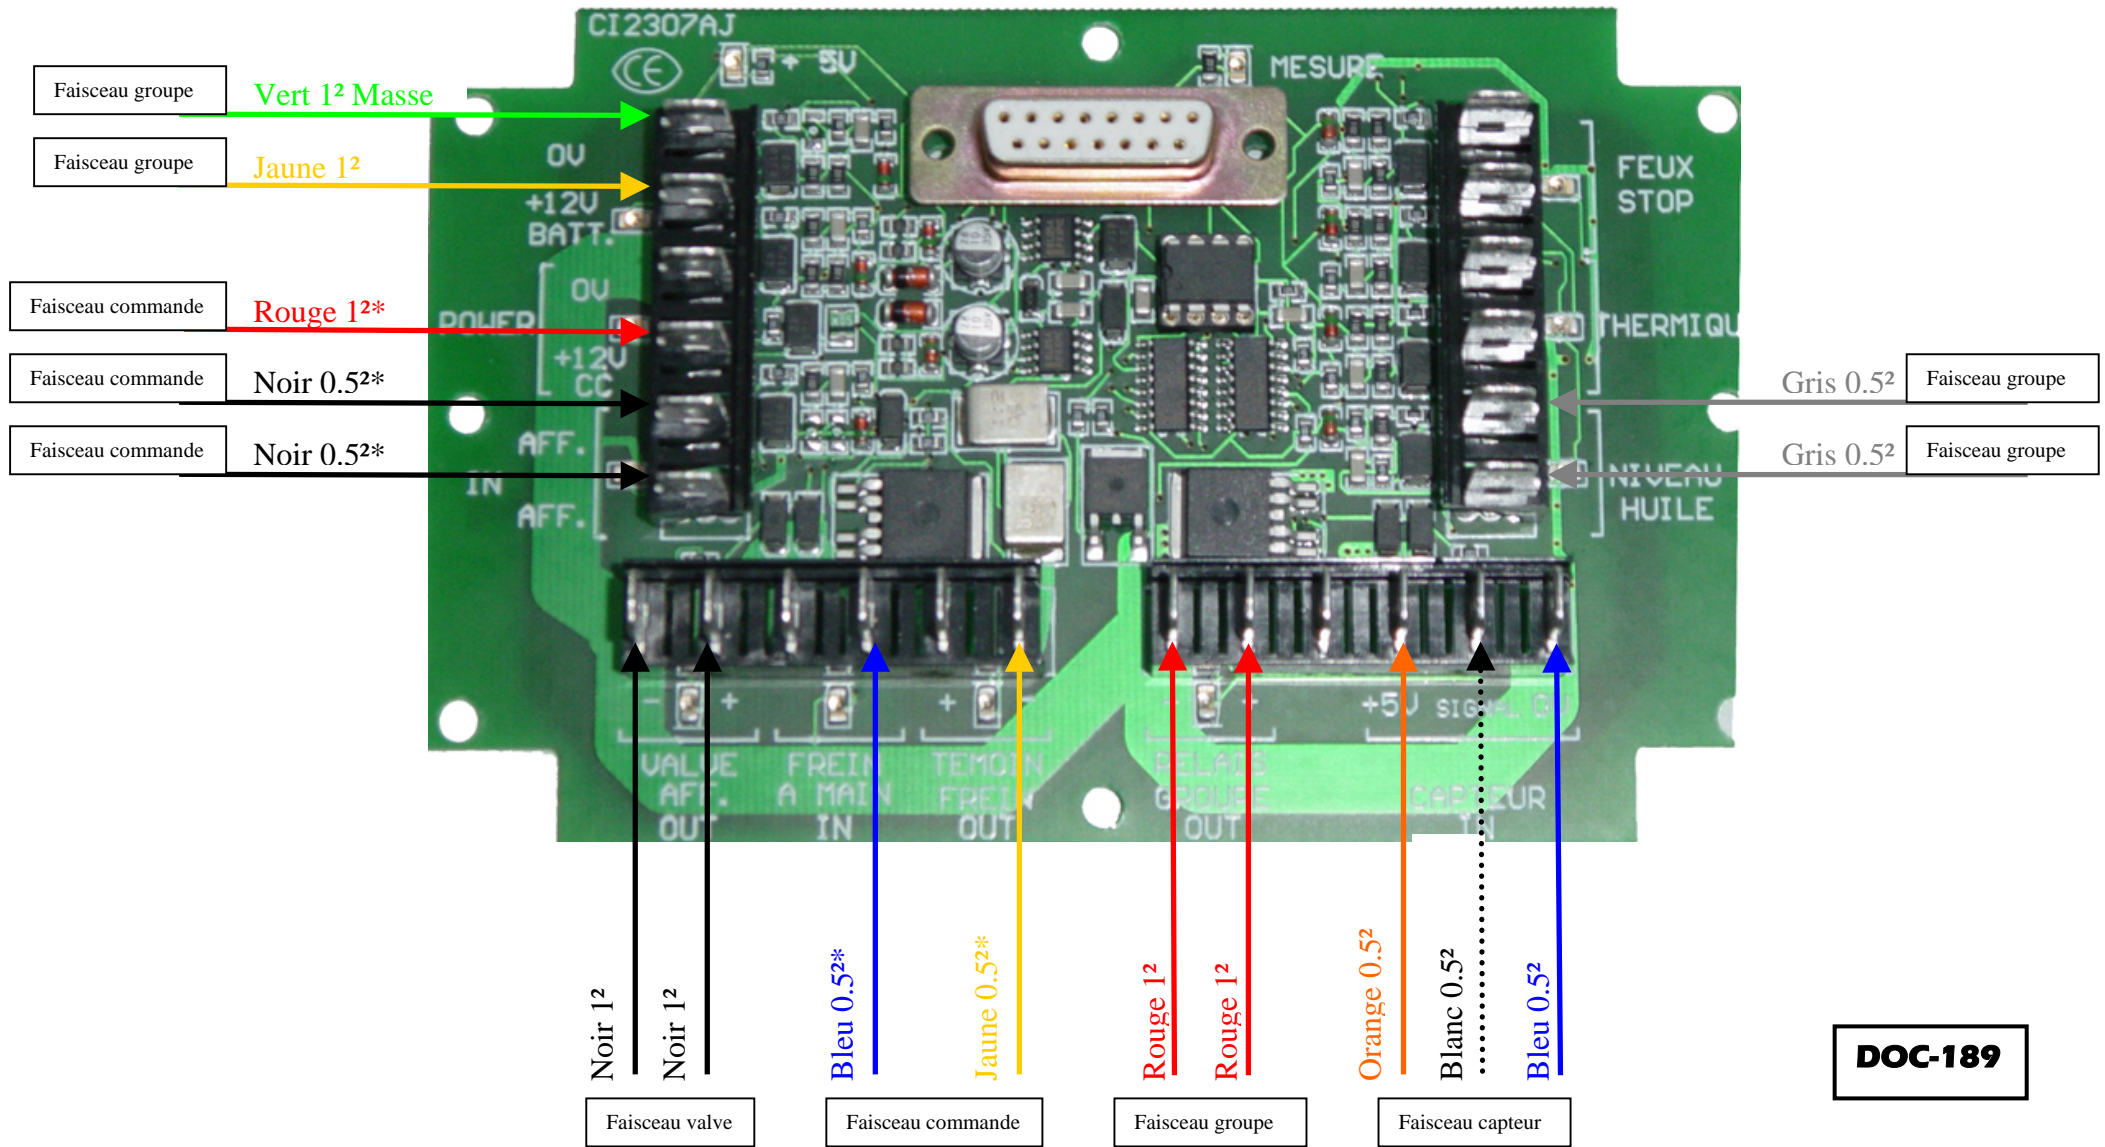 CI2307AJ
+ 5V
MESURE
Faisceau groupe
Vert 1² Masse
0V
Faisceau groupe
Jaune 1²
+12V
BATT.
FEUX
STOP
0V
Faisceau commande
Rouge 1²*
POWER
+12V
CC
THERMIQU
Faisceau commande
Noir 0.5²*
Gris 0.5²
Faisceau groupe
AFF.
Faisceau commande
Noir 0.5²*
Gris 0.5²
Faisceau groupe
IN
AFF.
NIVEAU
HUILE
- +
+ -
- +
+5V SIGNAL 0V
VALVE
AFF.
OUT
FREIN
A MAIN
IN
TEMOIN
FREIN
OUT
RELAIS
GROUPE
OUT
CAPTEUR
IN
Noir 1²
Noir 1²
Bleu 0.5²*
Jaune 0.5²*
Rouge 1²
Rouge 1²
Orange 0.5²
Blanc 0.5²
Bleu 0.5²
Faisceau valve
Faisceau commande
Faisceau groupe
Faisceau capteur
DOC-189